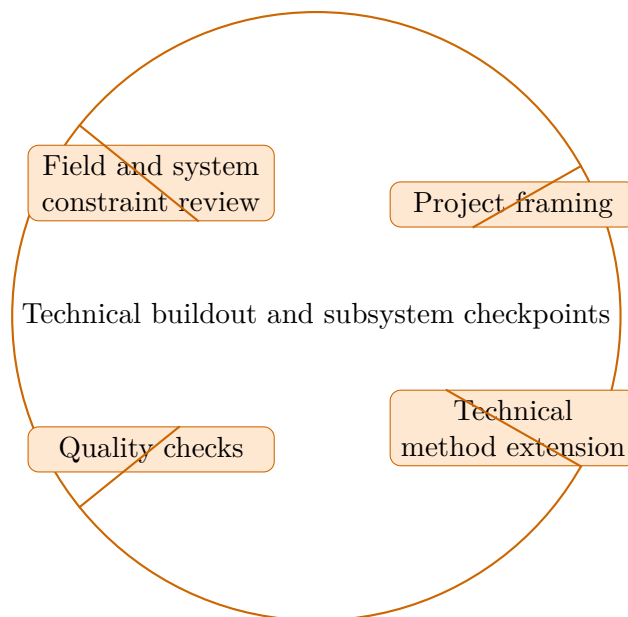 Field and system
constraint review
Project framing
Technical buildout and subsystem checkpoints
Technical
method extension
Quality checks